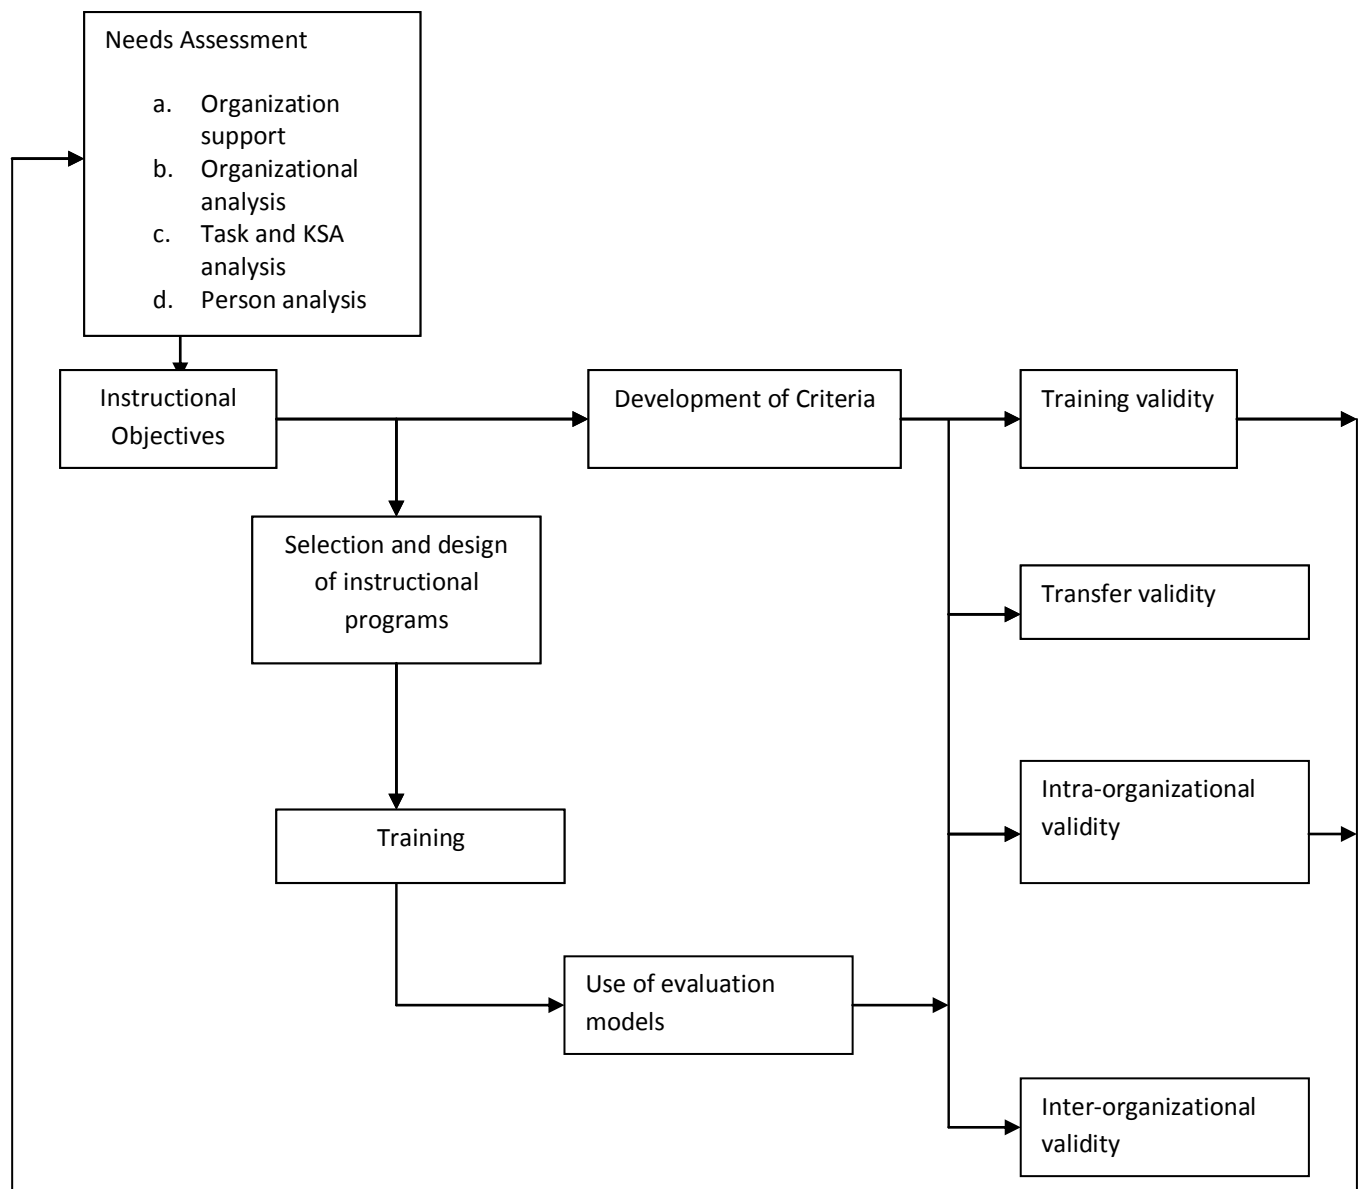 Needs Assessment
a. Organization
support
b. Organizational
analysis
c. Task and KSA
analysis
d. Person analysis
Instructional
Objectives
Development of Criteria
Training validity
Selection and design
of instructional
programs
Transfer validity
Intra-organizational
validity
Training
Use of evaluation
models
Inter-organizational
validity